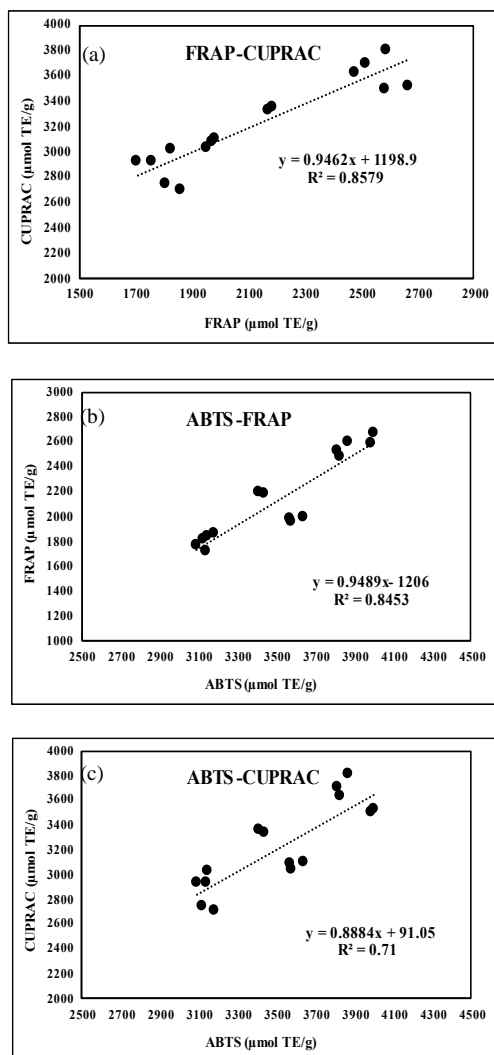 (a)
FRAP-CUPRAC
4000
3800
3600
3400
3200
3000
2800
2600
2400
2200
2000
CUPRAC (µmol TE/g)
y = 0.9462x + 1198.9
R² = 0.8579
1500 1700 1900 2100 2300 2500 2700 2900
FRAP (µmol TE/g)
(b)
ABTS-FRAP
3000
2800
2600
2400
2200
2000
1800
1600
1400
1200
1000
FRAP (µmol TE/g)
y = 0.9489x- 1206
R² = 0.8453
2500 2700 2900 3100 3300 3500 3700 3900 4100 4300 4500
ABTS (µmol TE/g)
(c)
ABTS-CUPRAC
4000
3800
3600
3400
3200
3000
2800
2600
2400
2200
2000
CUPRAC (µmol TE/g)
y = 0.8884x + 91.05
R² = 0.71
2500 2700 2900 3100 3300 3500 3700 3900 4100 4300 4500
ABTS (µmol TE/g)